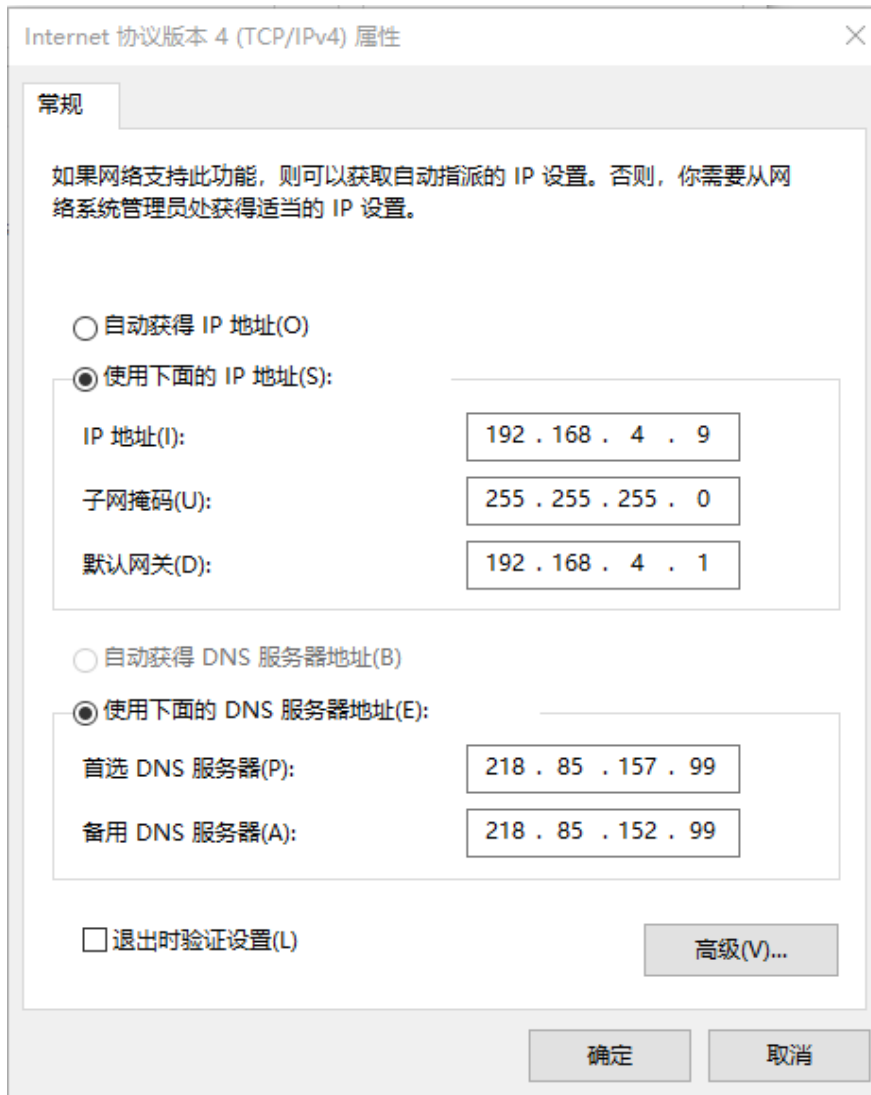 Internet 协议版本 4 (TCP/IPv4) 属性
常规
如果网络支持此功能，则可以获取自动指派的 IP 设置。否则，你需要从网
络系统管理员处获得适当的 IP 设置。
自动获得 IP 地址(O)
使用下面的 IP 地址(S):
IP 地址(I): 192 . 168 . 4 . 9
子网掩码(U): 255 . 255 . 255 . 0
默认网关(D): 192 . 168 . 4 . 1
自动获得 DNS 服务器地址(B)
使用下面的 DNS 服务器地址(E):
首选 DNS 服务器(P): 218 . 85 . 157 . 99
备用 DNS 服务器(A): 218 . 85 . 152 . 99
退出时验证设置(L)
高级(V)...
确定 取消